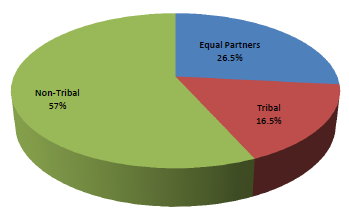 Equal Partners
26.5%
Non-Tribal
57%
Tribal
16.5%